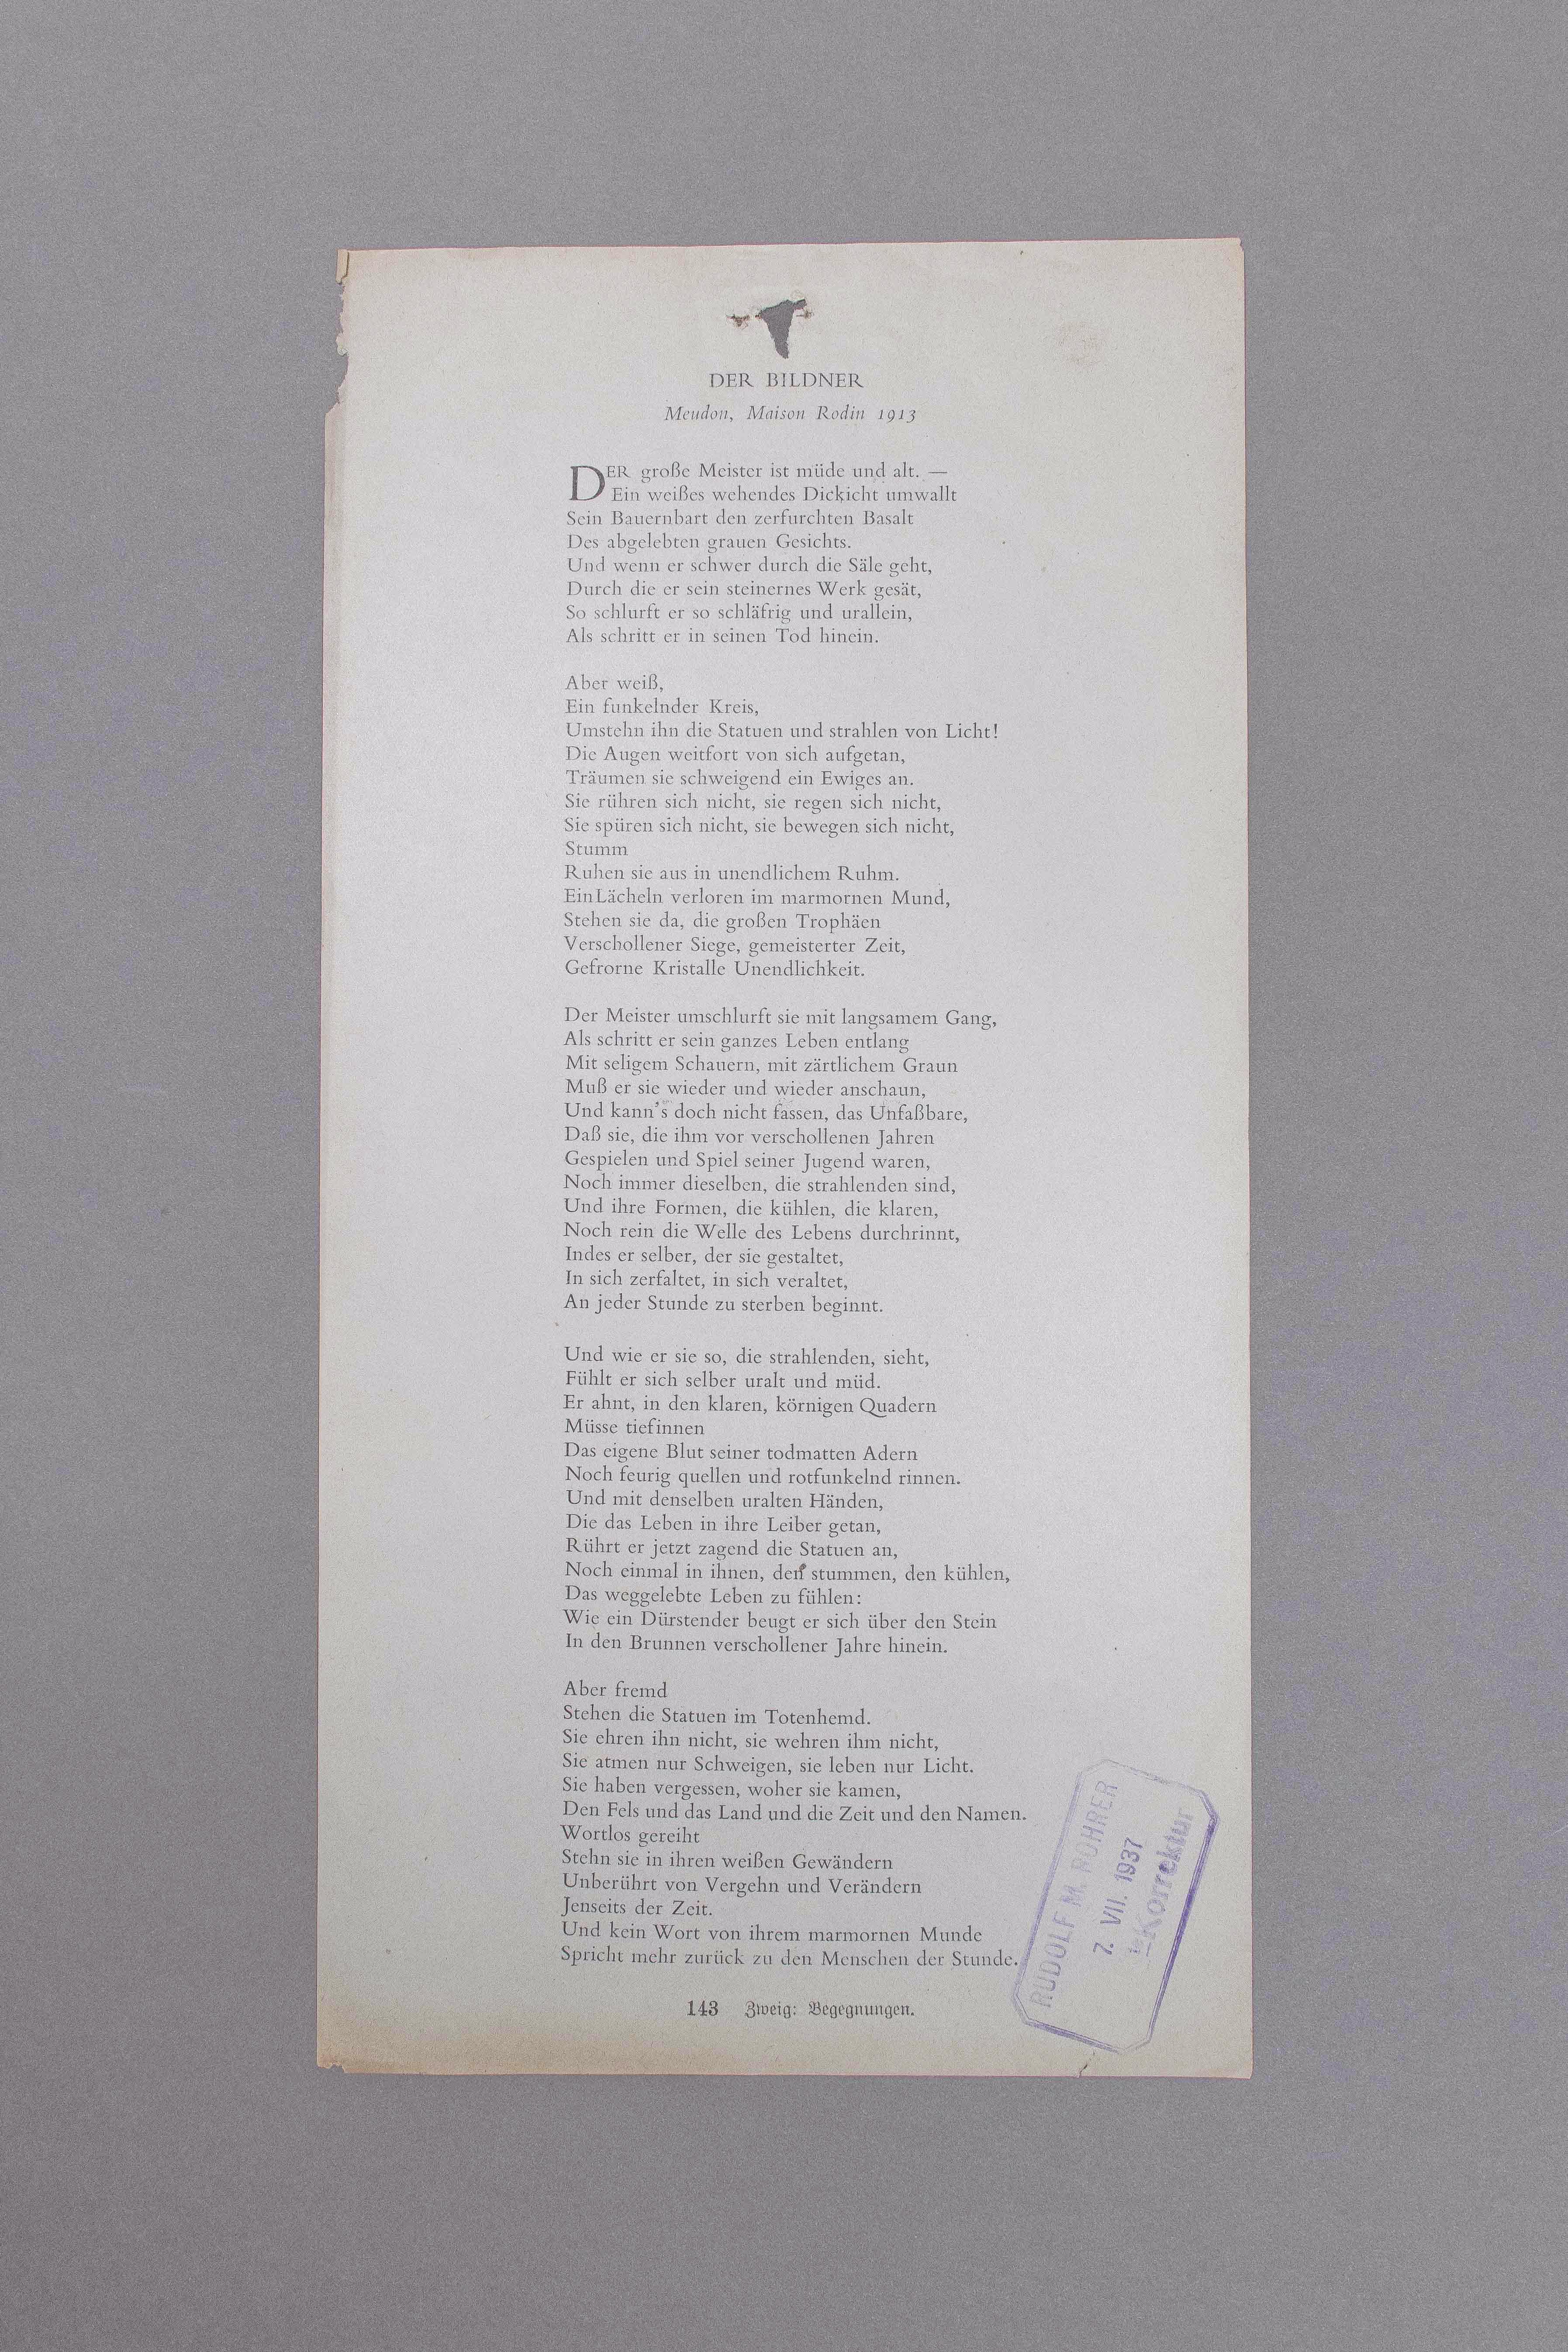 DER BILDNER
Meudon, Maison Rodin 1913
DER große Meister ist müde und alt. —
Ein weißes wehendes Dickicht umwallt
Sein Bauernbart den zerfurchten Basalt
Des abgelebten grauen Gesichts.
Und wenn er schwer durch die Säle geht,
Durch die er sein steinernes Werk gesät,
So schlurft er so schläfrig und urallein,
Als schritt er in seinen Tod hinein.
Aber weiß,
Ein funkelnder Kreis,
Umstehn ihn die Statuen und strahlen von Licht!
Die Augen weitfort von sich aufgetan,
Träumen sie schweigend ein Ewiges an.
Sie rühren sich nicht, sie regen sich nicht,
Sie spüren sich nicht, sie bewegen sich nicht,
Stumm
Ruhen sie aus in unendlichem Ruhm.
Ein Lächeln verloren im marmornen Mund,
Stehen sie da, die großen Trophäen
Verschollener Siege, gemeisterter Zeit,
Gefrorne Kristalle Unendlichkeit.
Der Meister umschlurft sie mit langsamem Gang,
Als schritt er sein ganzes Leben entlang
Mit seligem Schauern, mit zärtlichem Graun
Muß er sie wieder und wieder anschaun,
Und kann's doch nicht fassen, das Unfaßbare,
Daß sie, die ihm vor verschollenen Jahren
Gespielen und Spiel seiner Jugend waren,
Noch immer dieselben, die strahlenden sind,
Und ihre Formen, die kühlen, die klaren,
Noch rein die Welle des Lebens durchrinnt,
Indes er selber, der sie gestaltet,
In sich zerfaltet, in sich veraltet,
An jeder Stunde zu sterben beginnt.
Und wie er sie so, die strahlenden, sieht,
Fühlt er sich selber uralt und müd.
Er ahnt, in den klaren, körnigen Quadern
Müsse tiefinnen
Das eigene Blut seiner todmatten Adern
Noch feurig quellen und rotfunkelnd rinnen.
Und mit denselben uralten Händen,
Die das Leben in ihre Leiber getan,
Rührt er jetzt zagend die Statuen an,
Noch einmal in ihnen, den stummen, den kühlen,
Das weggelebte Leben zu fühlen:
Wie ein Dürstender beugt er sich über den Stein
In den Brunnen verschollener Jahre hinein.
Aber fremd
Stehen die Statuen im Totenhemd.
Sie ehren ihn nicht, sie wehren ihm nicht,
Sie atmen nur Schweigen, sie leben nur Licht.
Sie haben vergessen, woher sie kamen,
Den Fels und das Land und die Zeit und den Namen.
Wortlos gereiht
Stehn sie in ihren weißen Gewändern
Unberührt von Vergehn und Verändern
Jenseits der Zeit.
Und kein Wort von ihrem marmornen Munde
Spricht mehr zurück zu den Menschen der Stunde.
143 Zweig: Begegnungen.
RUDOLF M. ROHRER
7. VII. 1937
Korrektur